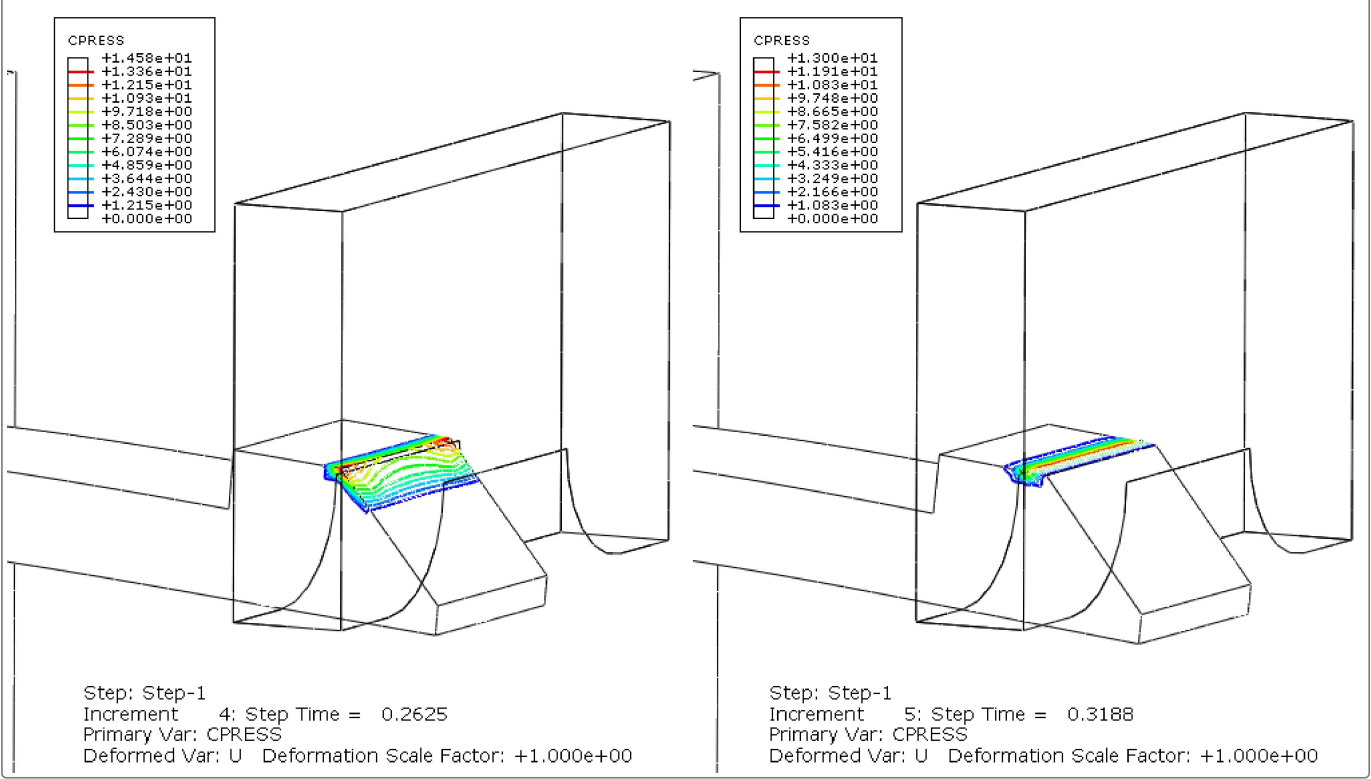 CPRESS
+1.458e+01
+1.336e+01
+1.215e+01
+1.093e+01
+9.718e+00
+8.503e+00
+7.289e+00
+6.074e+00
+4.859e+00
+3.644e+00
+2.430e+00
+1.215e+00
+0.000e+00
Step: Step-1
Increment 4: Step Time = 0.2625
Primary Var: CPRESS
Deformed Var: U Deformation Scale Factor: +1.000e+00
CPRESS
+1.300e+01
+1.191e+01
+1.083e+01
+9.748e+00
+8.665e+00
+7.582e+00
+6.499e+00
+5.416e+00
+4.333e+00
+3.249e+00
+2.166e+00
+1.083e+00
+0.000e+00
Step: Step-1
Increment 5: Step Time = 0.3188
Primary Var: CPRESS
Deformed Var: U Deformation Scale Factor: +1.000e+00